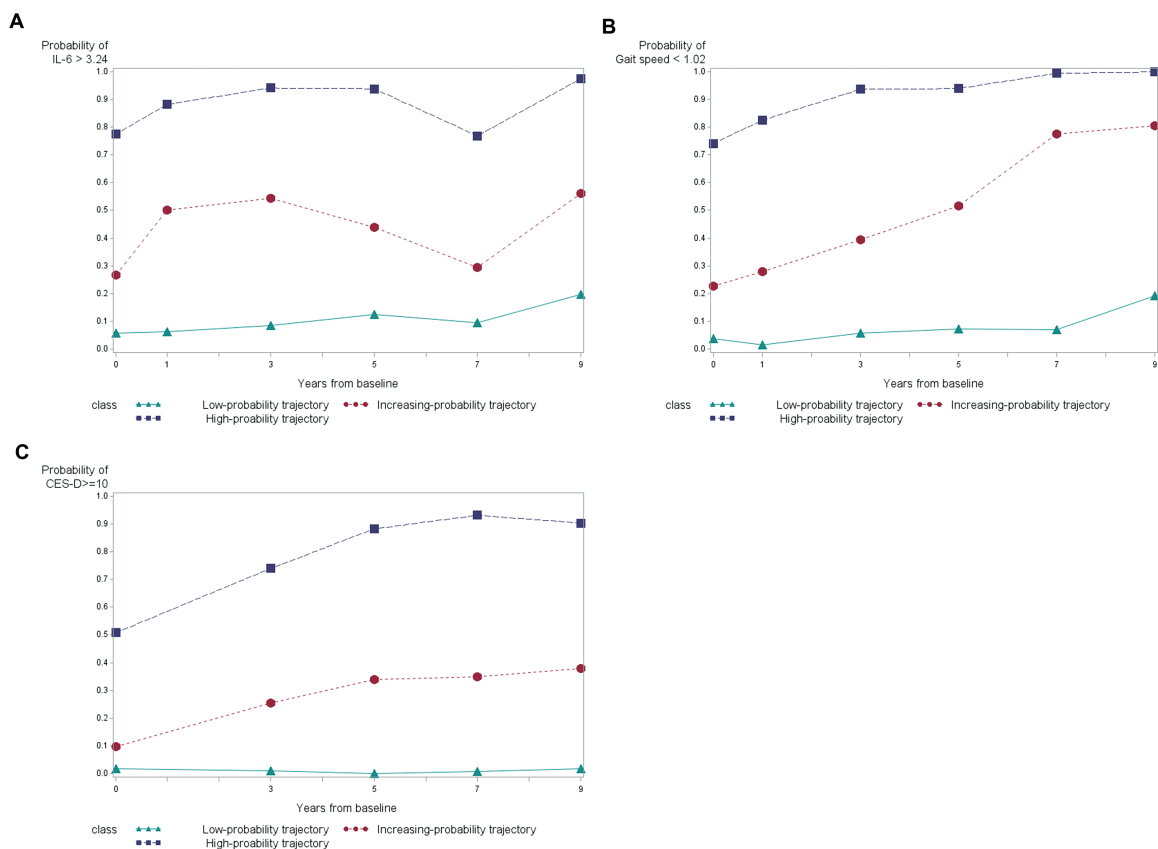 A
Probability of
IL-6 > 3.24
1.0
0.9
0.8
0.7
0.6
0.5
0.4
0.3
0.2
0.1
0.0
0 1 3 5 7 9
Years from baseline
class Low-probability trajectory Increasing-probability trajectory
High-proability trajectory
B
Probability of
Gait speed < 1.02
1.0
0.9
0.8
0.7
0.6
0.5
0.4
0.3
0.2
0.1
0.0
0 1 3 5 7 9
Years from baseline
class Low-probability trajectory Increasing-probability trajectory
High-proability trajectory
C
Probability of
CES-D>=10
1.0
0.9
0.8
0.7
0.6
0.5
0.4
0.3
0.2
0.1
0.0
0 3 5 7 9
Years from baseline
class Low-probability trajectory Increasing-probability trajectory
High-proability trajectory